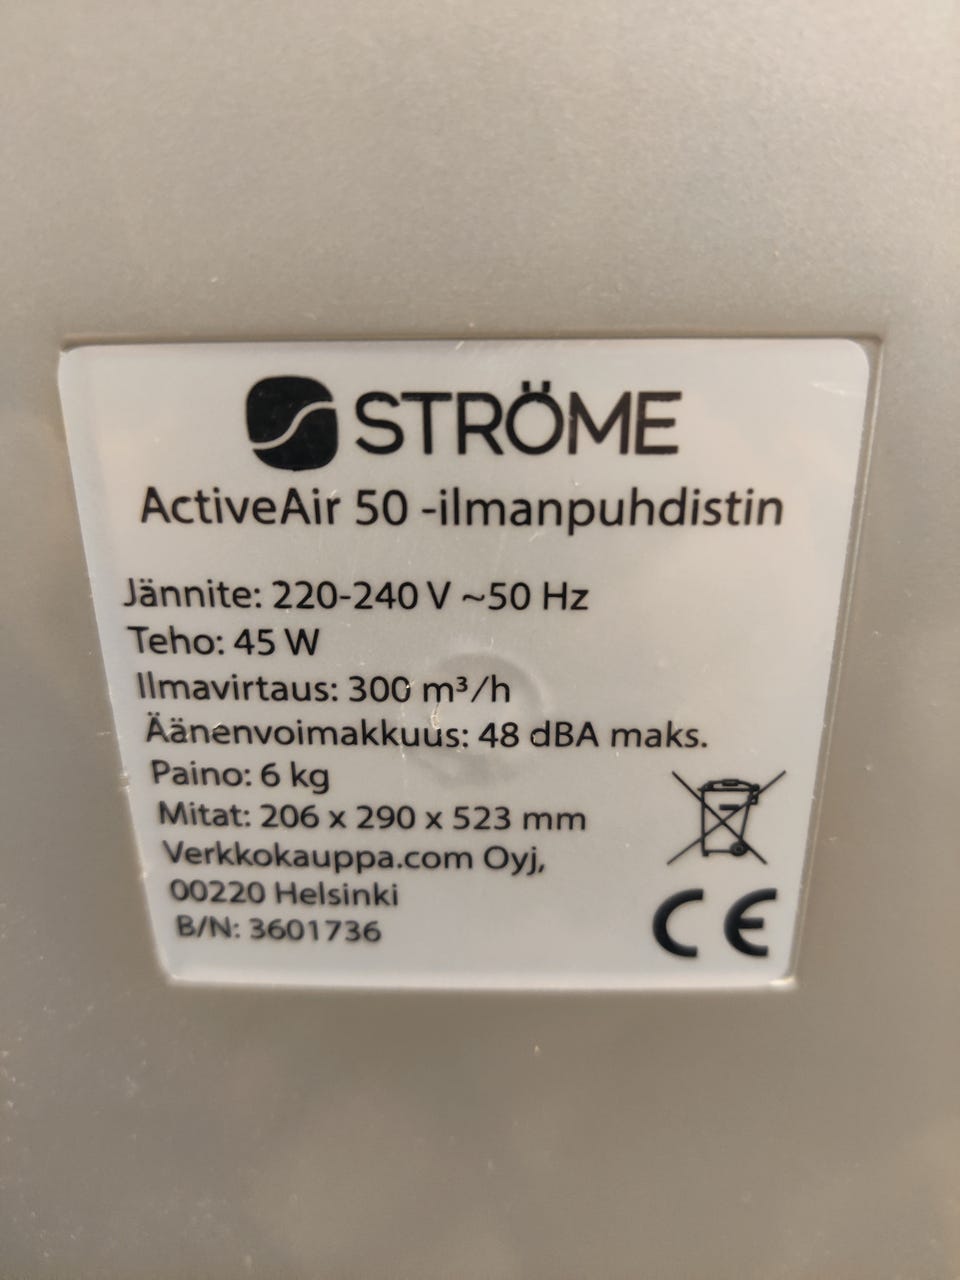 STRÖME
ActiveAir 50 -ilmanpuhdistin
Jännite: 220-240 V ~50 Hz
Teho: 45 W
Ilmavirtaus: 300 m³/h
Äänenvoimakkuus: 48 dBA maks.
Paino: 6 kg
Mitat: 206 x 290 x 523 mm
Verkkokauppa.com Oyj,
00220 Helsinki
B/N: 3601736
CE